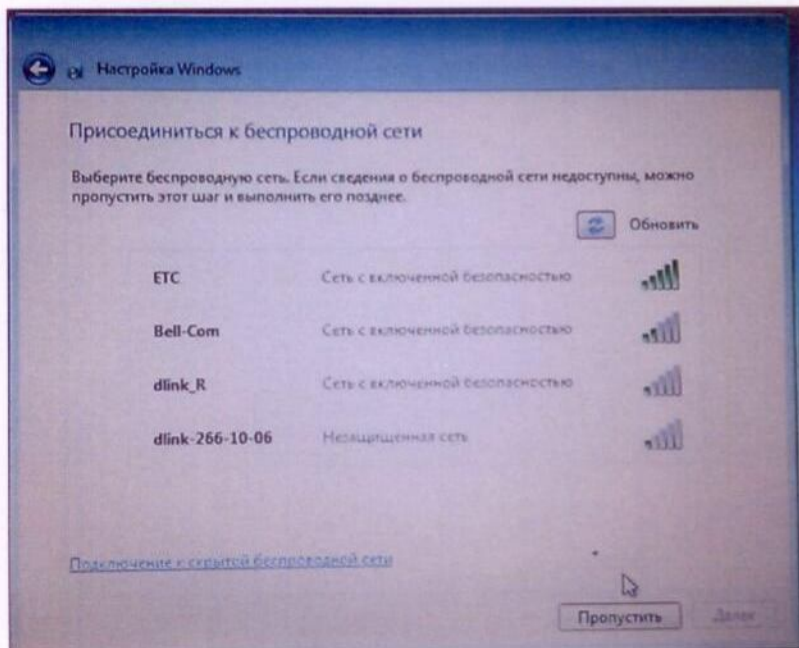 Настройка Windows
Присоединиться к беспроводной сети
Выберите беспроводную сеть. Если сведения о беспроводной сети недоступны, можно
пропустить этот шаг и выполнить его позднее.
Обновить
ETC Сеть с включенной безопасностью
Bell-Com Сеть с включенной безопасностью
dlink_R Сеть с включенной безопасностью
dlink-266-10-06 Незащищенная сеть
Подключение к скрытой беспроводной сети
Пропустить Далее